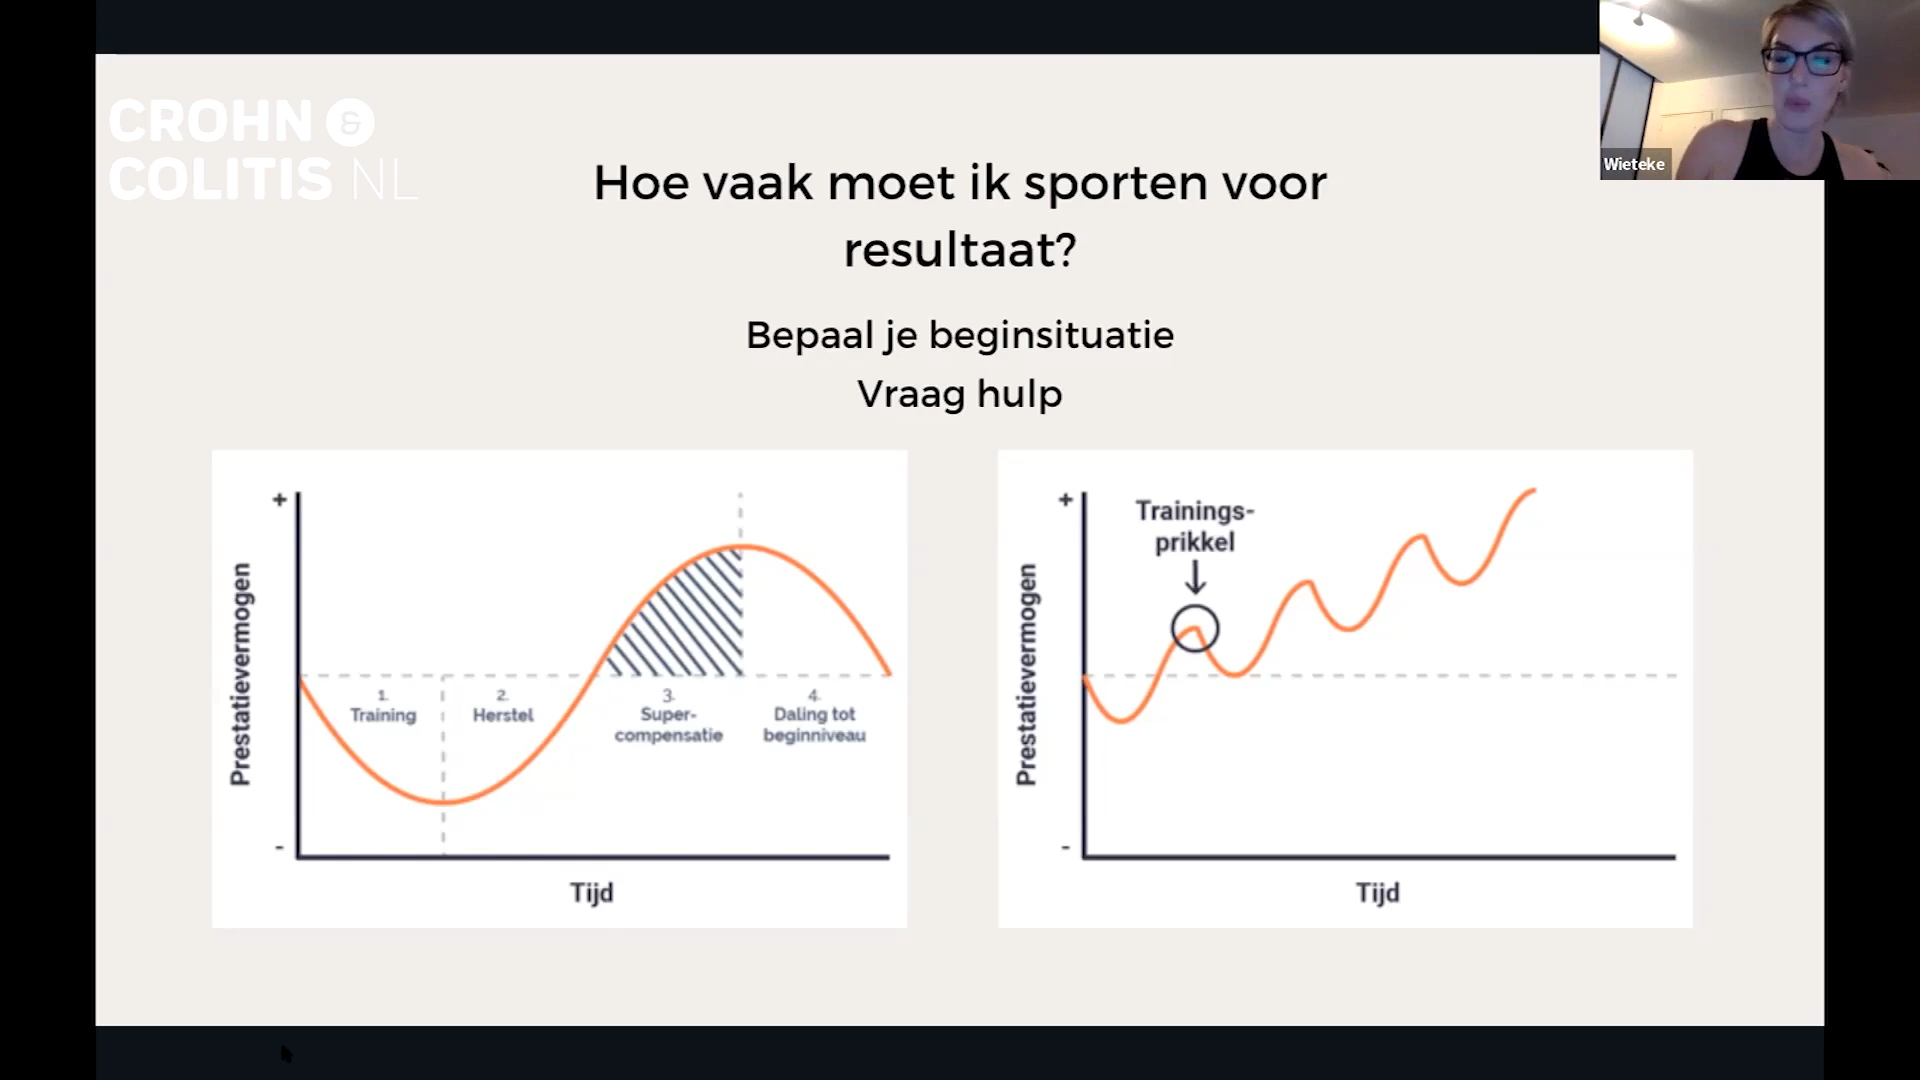 CROHN &
COLITIS NL
Wieteke
Hoe vaak moet ik sporten voor
resultaat?
Bepaal je beginsituatie
Vraag hulp
+
Prestatievermogen
-
1.
Training
2.
Herstel
3.
Super-
compensatie
4.
Daling tot
beginniveau
Tijd
+
Prestatievermogen
-
Trainings-
prikkel
Tijd